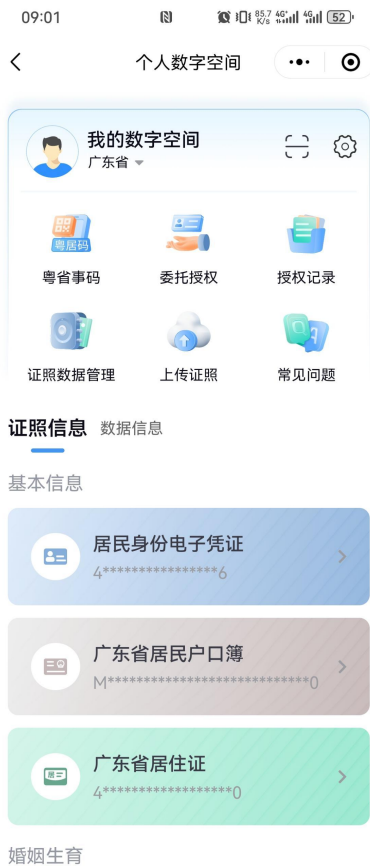 09:01
85.7 K/s 4G+ 4G 52
个人数字空间
我的数字空间
广东省
粤居码
粤省事码 委托授权 授权记录
证照数据管理 上传证照 常见问题
证照信息 数据信息
基本信息
居民身份电子凭证
4****************6
广东省居民户口簿
M****************************0
广东省居住证
4******************0
婚姻生育